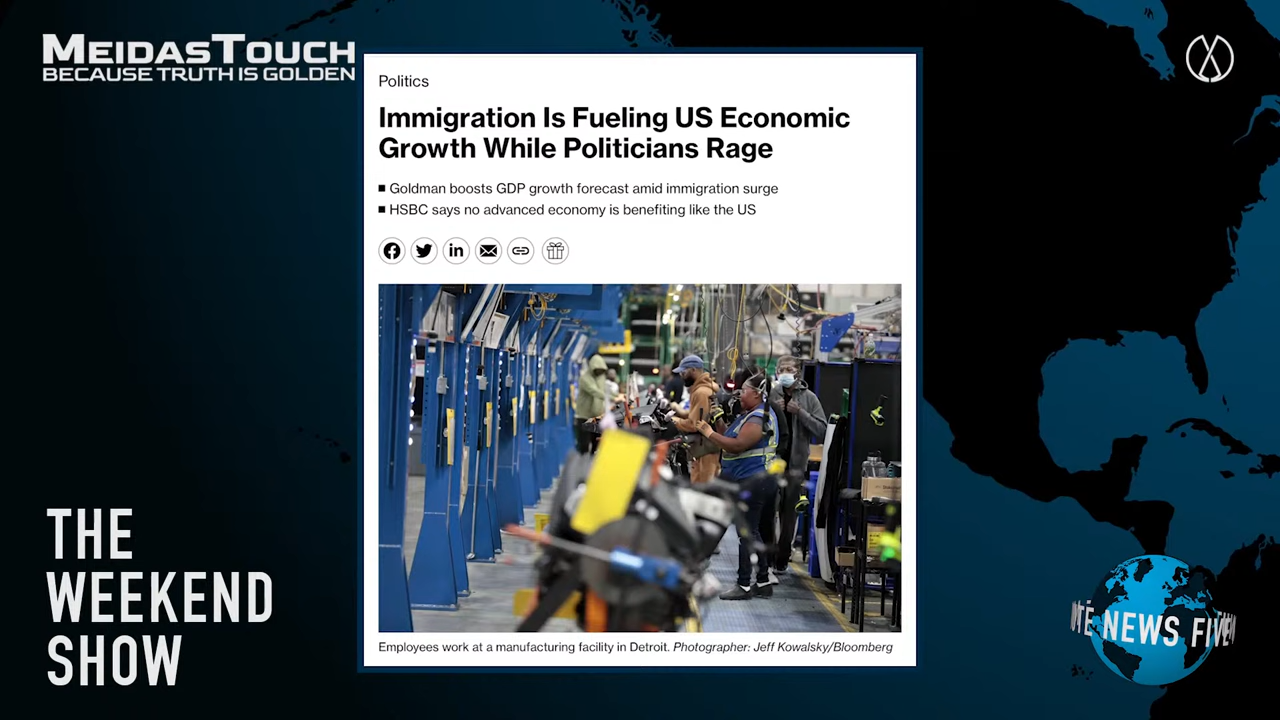 MEIDASTOUCH
BECAUSE TRUTH IS GOLDEN
Politics
Immigration Is Fueling US Economic
Growth While Politicians Rage
Goldman boosts GDP growth forecast amid immigration surge
HSBC says no advanced economy is benefiting like the US
in
Employees work at a manufacturing facility in Detroit. Photographer: Jeff Kowalsky/Bloomberg
THE
WEEKEND
SHOW
NEWS FIVE